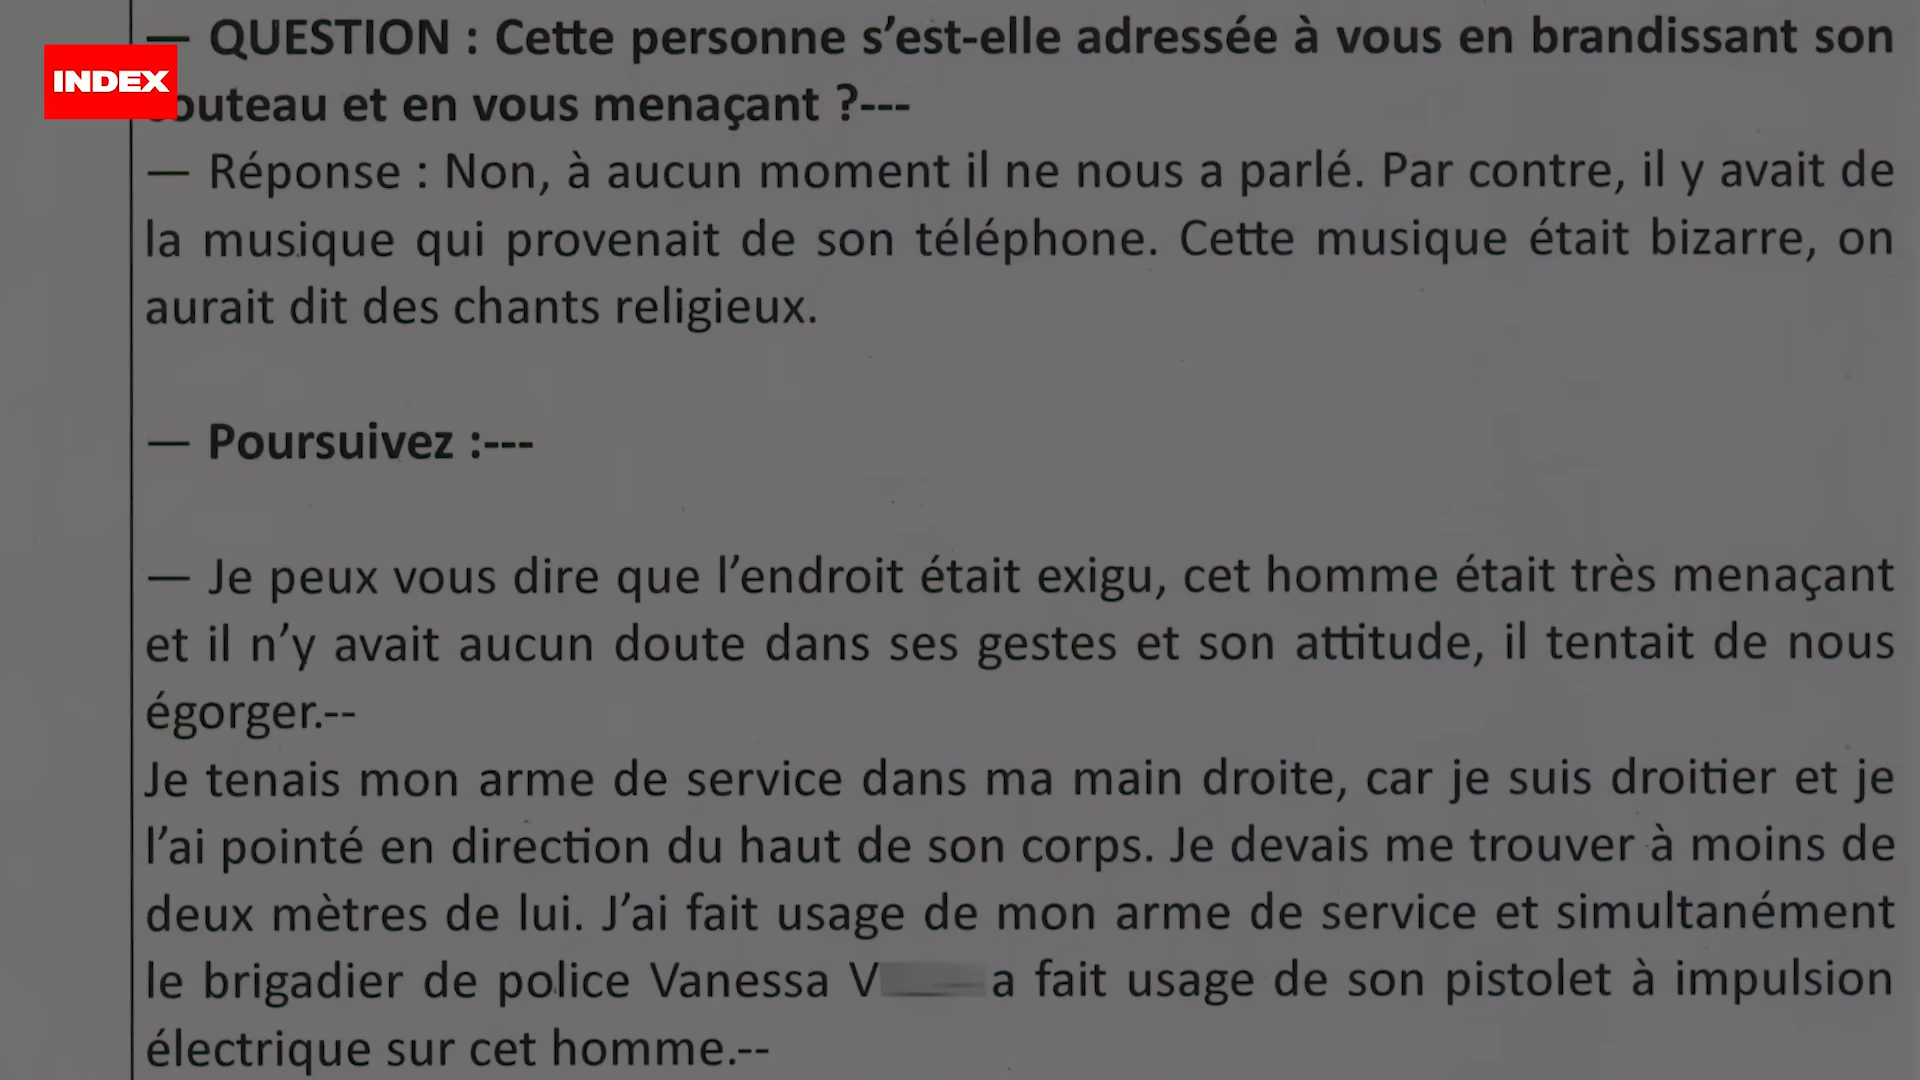 — QUESTION : Cette personne s’est-elle adressée à vous en brandissant son
INDEX
outeau et en vous menaçant ?---
— Réponse : Non, à aucun moment il ne nous a parlé. Par contre, il y avait de
la musique qui provenait de son téléphone. Cette musique était bizarre, on
aurait dit des chants religieux.
— Poursuivez :---
— Je peux vous dire que l’endroit était exigu, cet homme était très menaçant
et il n’y avait aucun doute dans ses gestes et son attitude, il tentait de nous
égorger.--
Je tenais mon arme de service dans ma main droite, car je suis droitier et je
l’ai pointé en direction du haut de son corps. Je devais me trouver à moins de
deux mètres de lui. J’ai fait usage de mon arme de service et simultanément
le brigadier de police Vanessa V a fait usage de son pistolet à impulsion
électrique sur cet homme.--